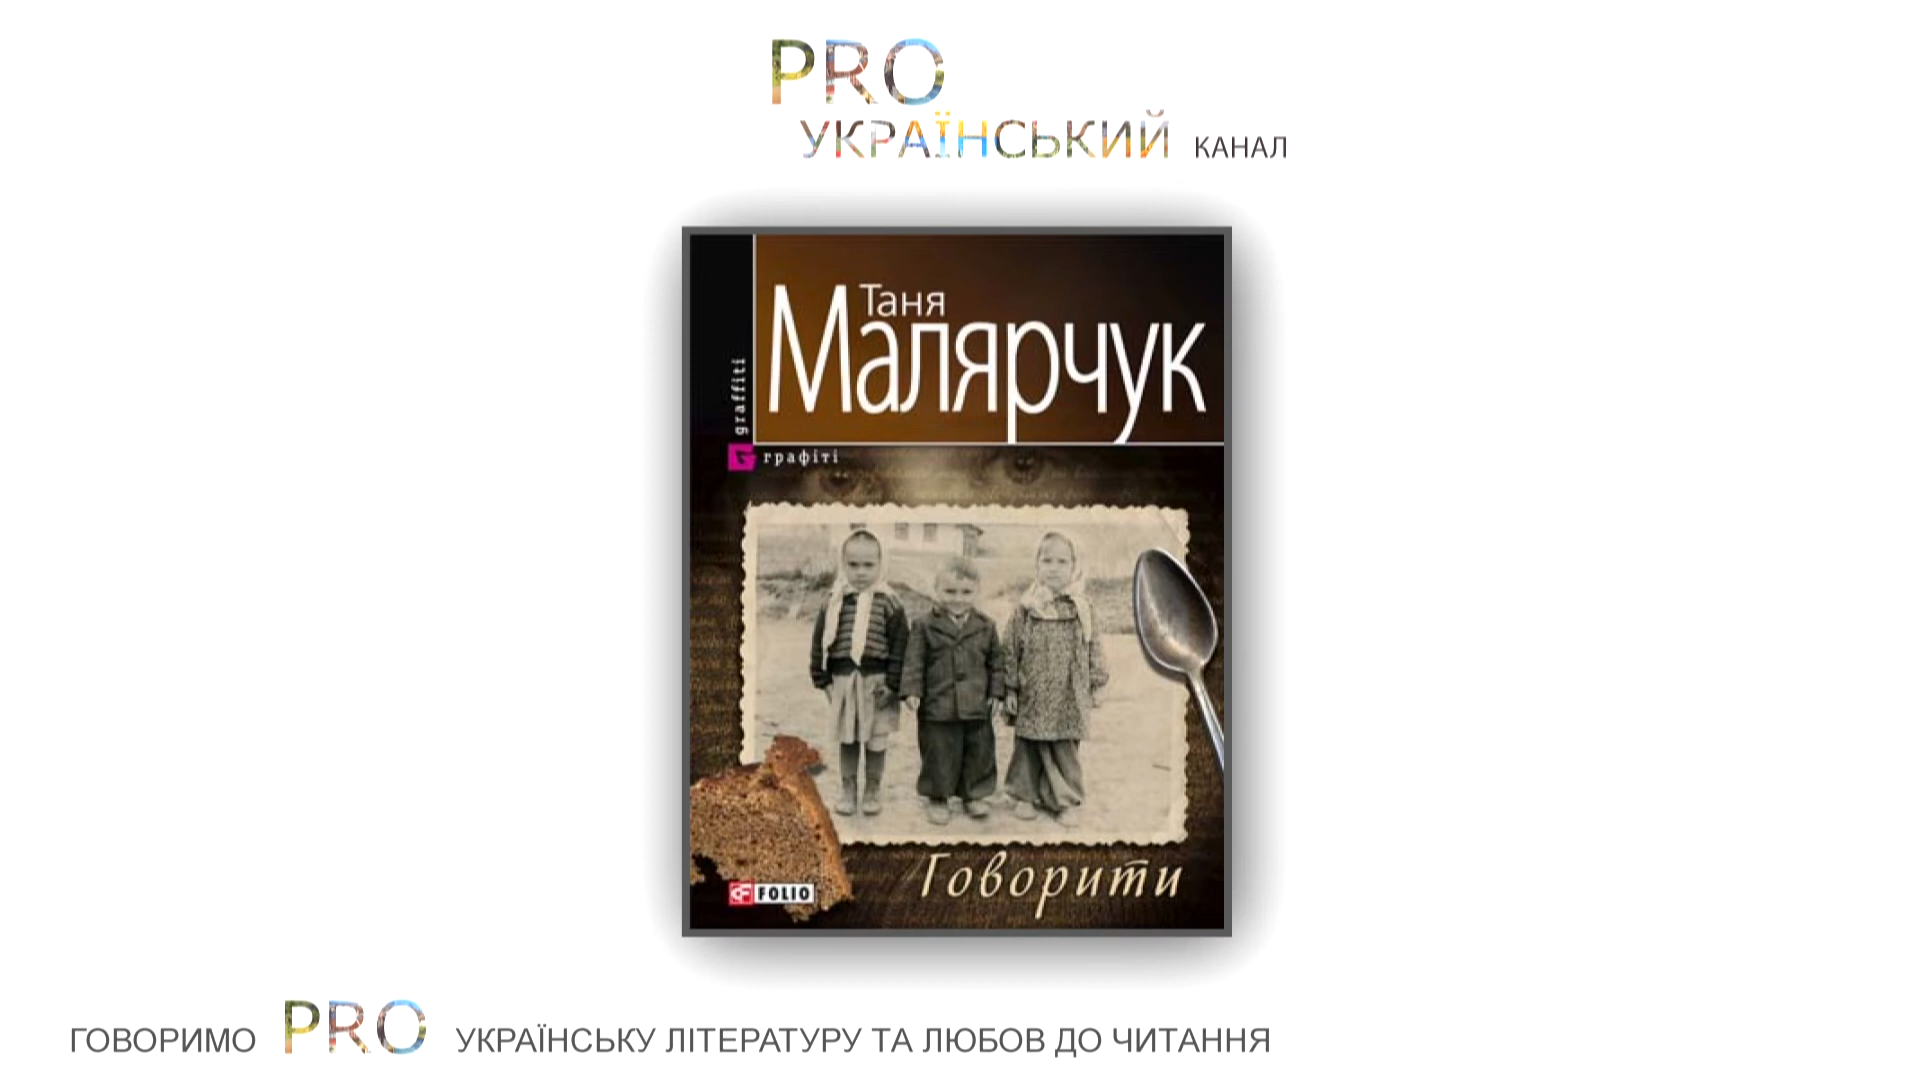 PRO
УКРАЇНСЬКИЙ КАНАЛ
Таня
Малярчук
graffiti
графіті
Говорити
FOLIO
ГОВОРИМО PRO УКРАЇНСЬКУ ЛІТЕРАТУРУ ТА ЛЮБОВ ДО ЧИТАННЯ